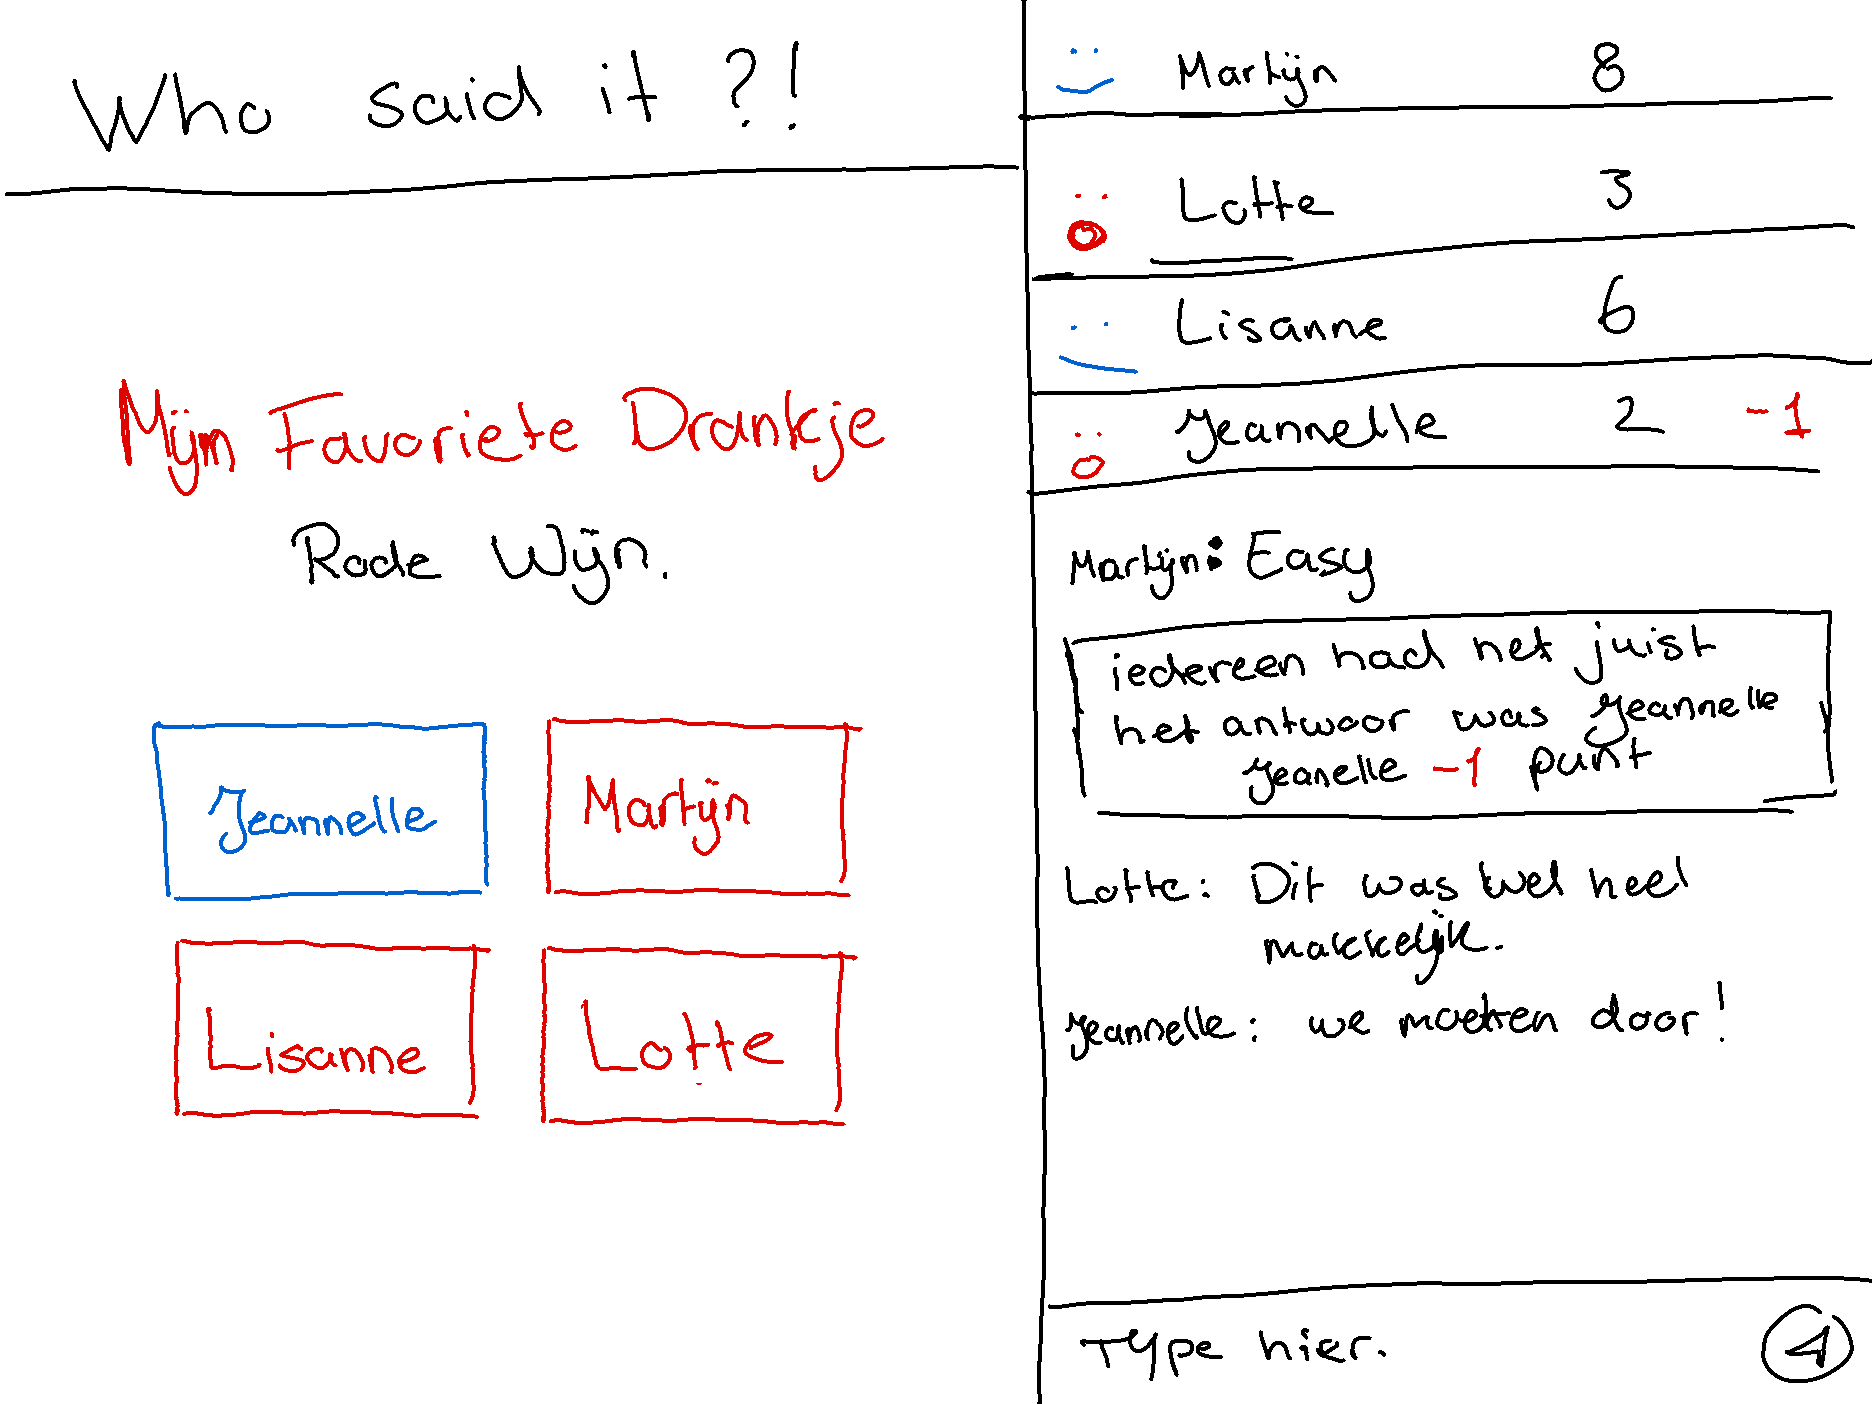 Who said it ?!
Mijn Favoriete Drankje
Rode Wijn.
Jeannelle
Martijn
Lisanne
Lotte
Martijn 8
Lotte 3
Lisanne 6
Jeannelle 2 -1
Martijn: Easy
iedereen had het juist
het antwoor was Jeannelle
Jeanelle -1 punt
Lotte: Dit was wel heel
makkelijk.
Jeannelle: we moeten door!
Type hier.